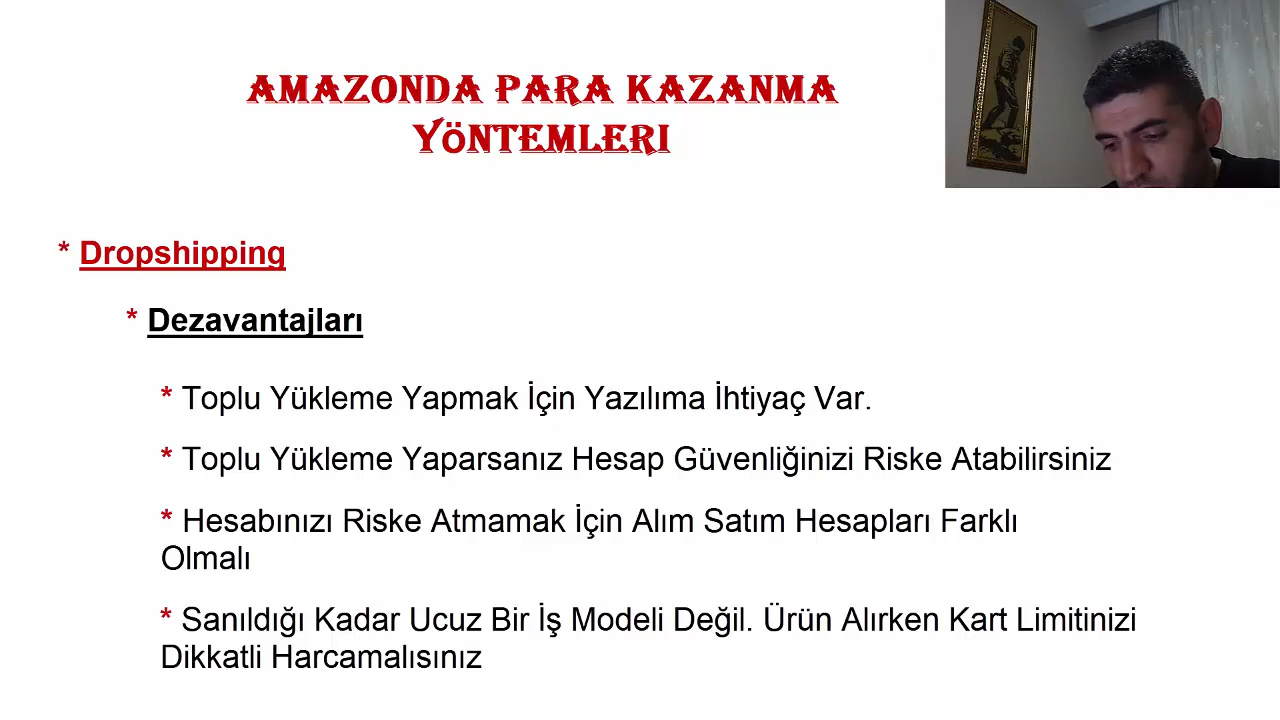 AMAZONDA PARA KAZANMA
YÖNTEMLERI
* Dropshipping
* Dezavantajları
* Toplu Yükleme Yapmak İçin Yazılıma İhtiyaç Var.
* Toplu Yükleme Yaparsanız Hesap Güvenliğinizi Riske Atabilirsiniz
* Hesabınızı Riske Atmamak İçin Alım Satım Hesapları Farklı
Olmalı
* Sanıldığı Kadar Ucuz Bir İş Modeli Değil. Ürün Alırken Kart Limitinizi
Dikkatli Harcamalısınız